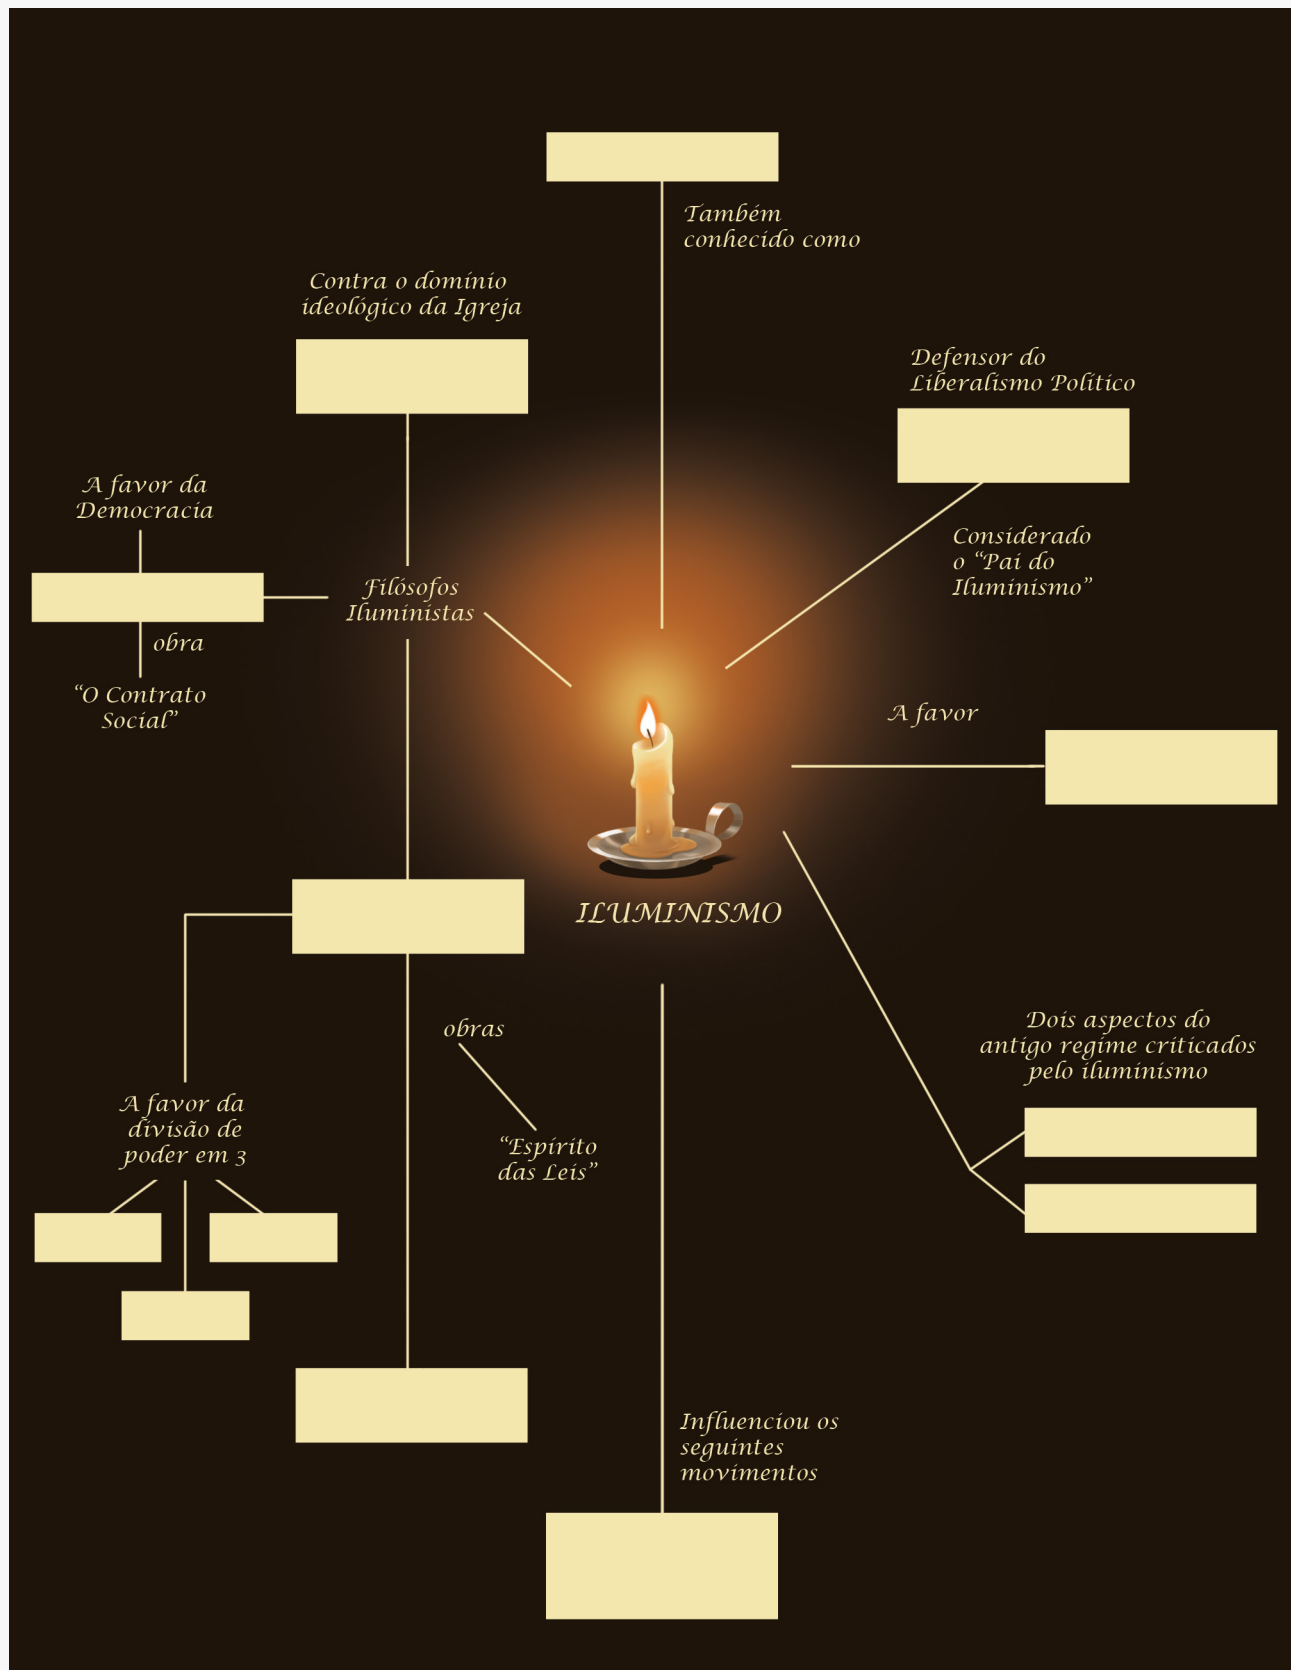 Também
conhecido como
Contra o domínio
ideológico da Igreja
Defensor do
Liberalismo Político
A favor da
Democracia
Considerado
o “Pai do
Iluminismo”
Filósofos
Iluministas
obra
“O Contrato
Social”
A favor
ILUMINISMO
Dois aspectos do
antigo regime criticados
pelo iluminismo
obras
“Espírito
das Leis”
A favor da
divisão de
poder em 3
Influenciou os
seguintes
movimentos